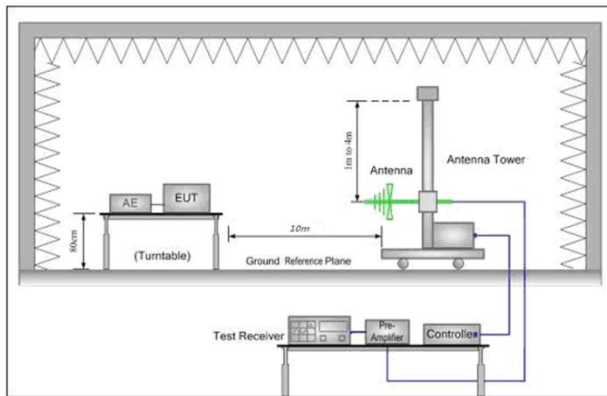 1m to 4m
Antenna
Antenna Tower
AE
EUT
80cm
(Turntable)
10m
Ground Reference Plane
Test Receiver
Pre-
Amplifier
Controller